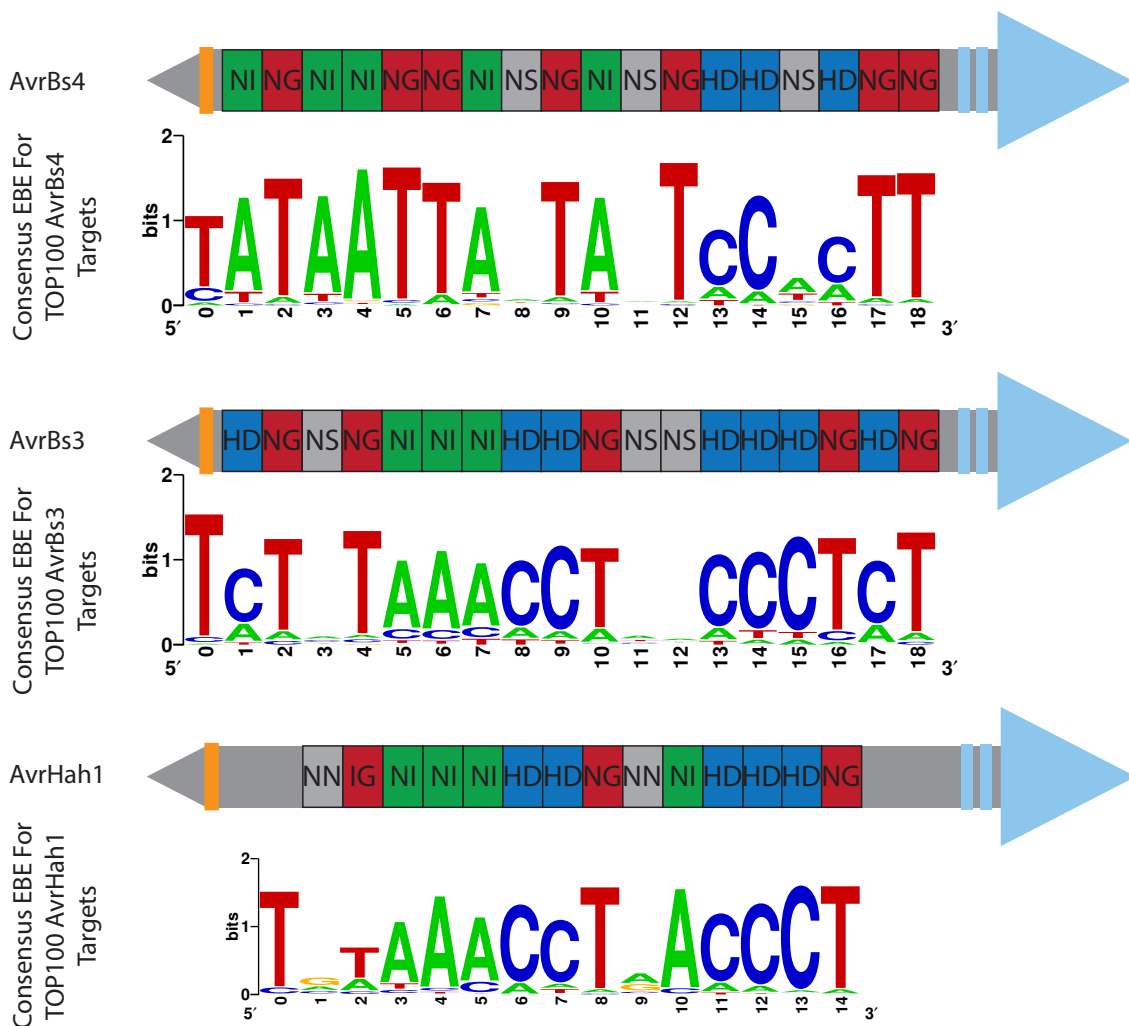 AvrBs4
NI NG NI NI NG NG NI NS NG NI NS NG HD HD NS HD NG NG
Consensus EBE For
TOP100 AvrBs4
Targets
bits
2
1
0
T A T A A T T A T A T C C A C T T
0 1 2 3 4 5 6 7 8 9 10 11 12 13 14 15 16 17 18
5′ 3′
AvrBs3
HD NG NS NG NI NI NI HD HD NG NS NS HD HD HD NG HD NG
Consensus EBE For
TOP100 AvrBs3
Targets
bits
2
1
0
T C T T A A A C C T C C C T C T
0 1 2 3 4 5 6 7 8 9 10 11 12 13 14 15 16 17 18
5′ 3′
AvrHah1
NN IG NI NI NI HD HD NG NN NI HD HD HD NG
Consensus EBE For
TOP100 AvrHah1
Targets
bits
2
1
0
T G T A A A C C T A A C C C T
0 1 2 3 4 5 6 7 8 9 10 11 12 13 14
5′ 3′